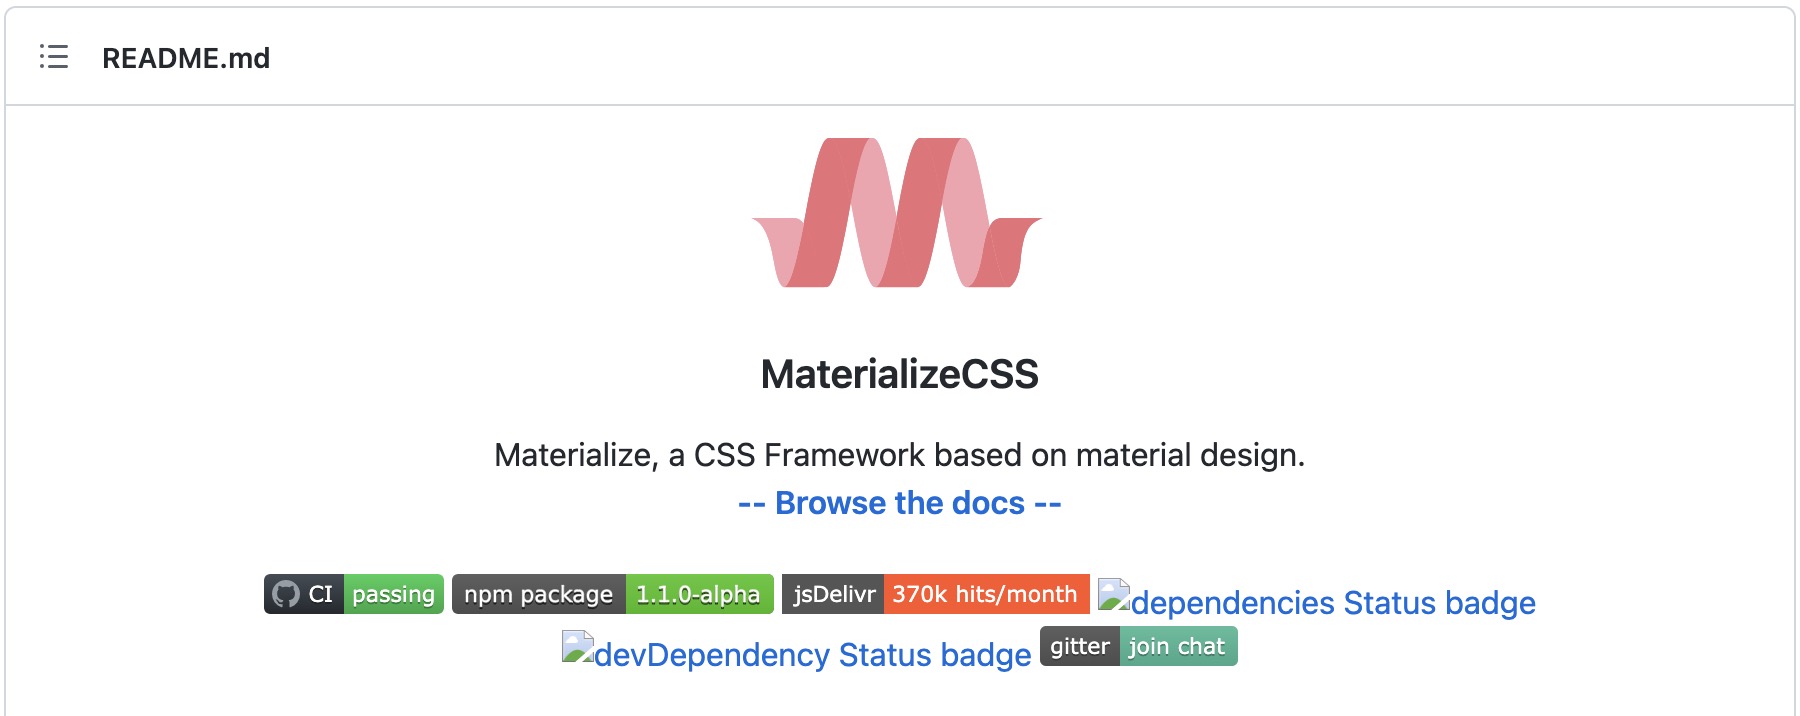 README.md
MaterializeCSS
Materialize, a CSS Framework based on material design.
-- Browse the docs --
CI passing npm package 1.1.0-alpha jsDelivr 370k hits/month dependencies Status badge
devDependency Status badge gitter join chat